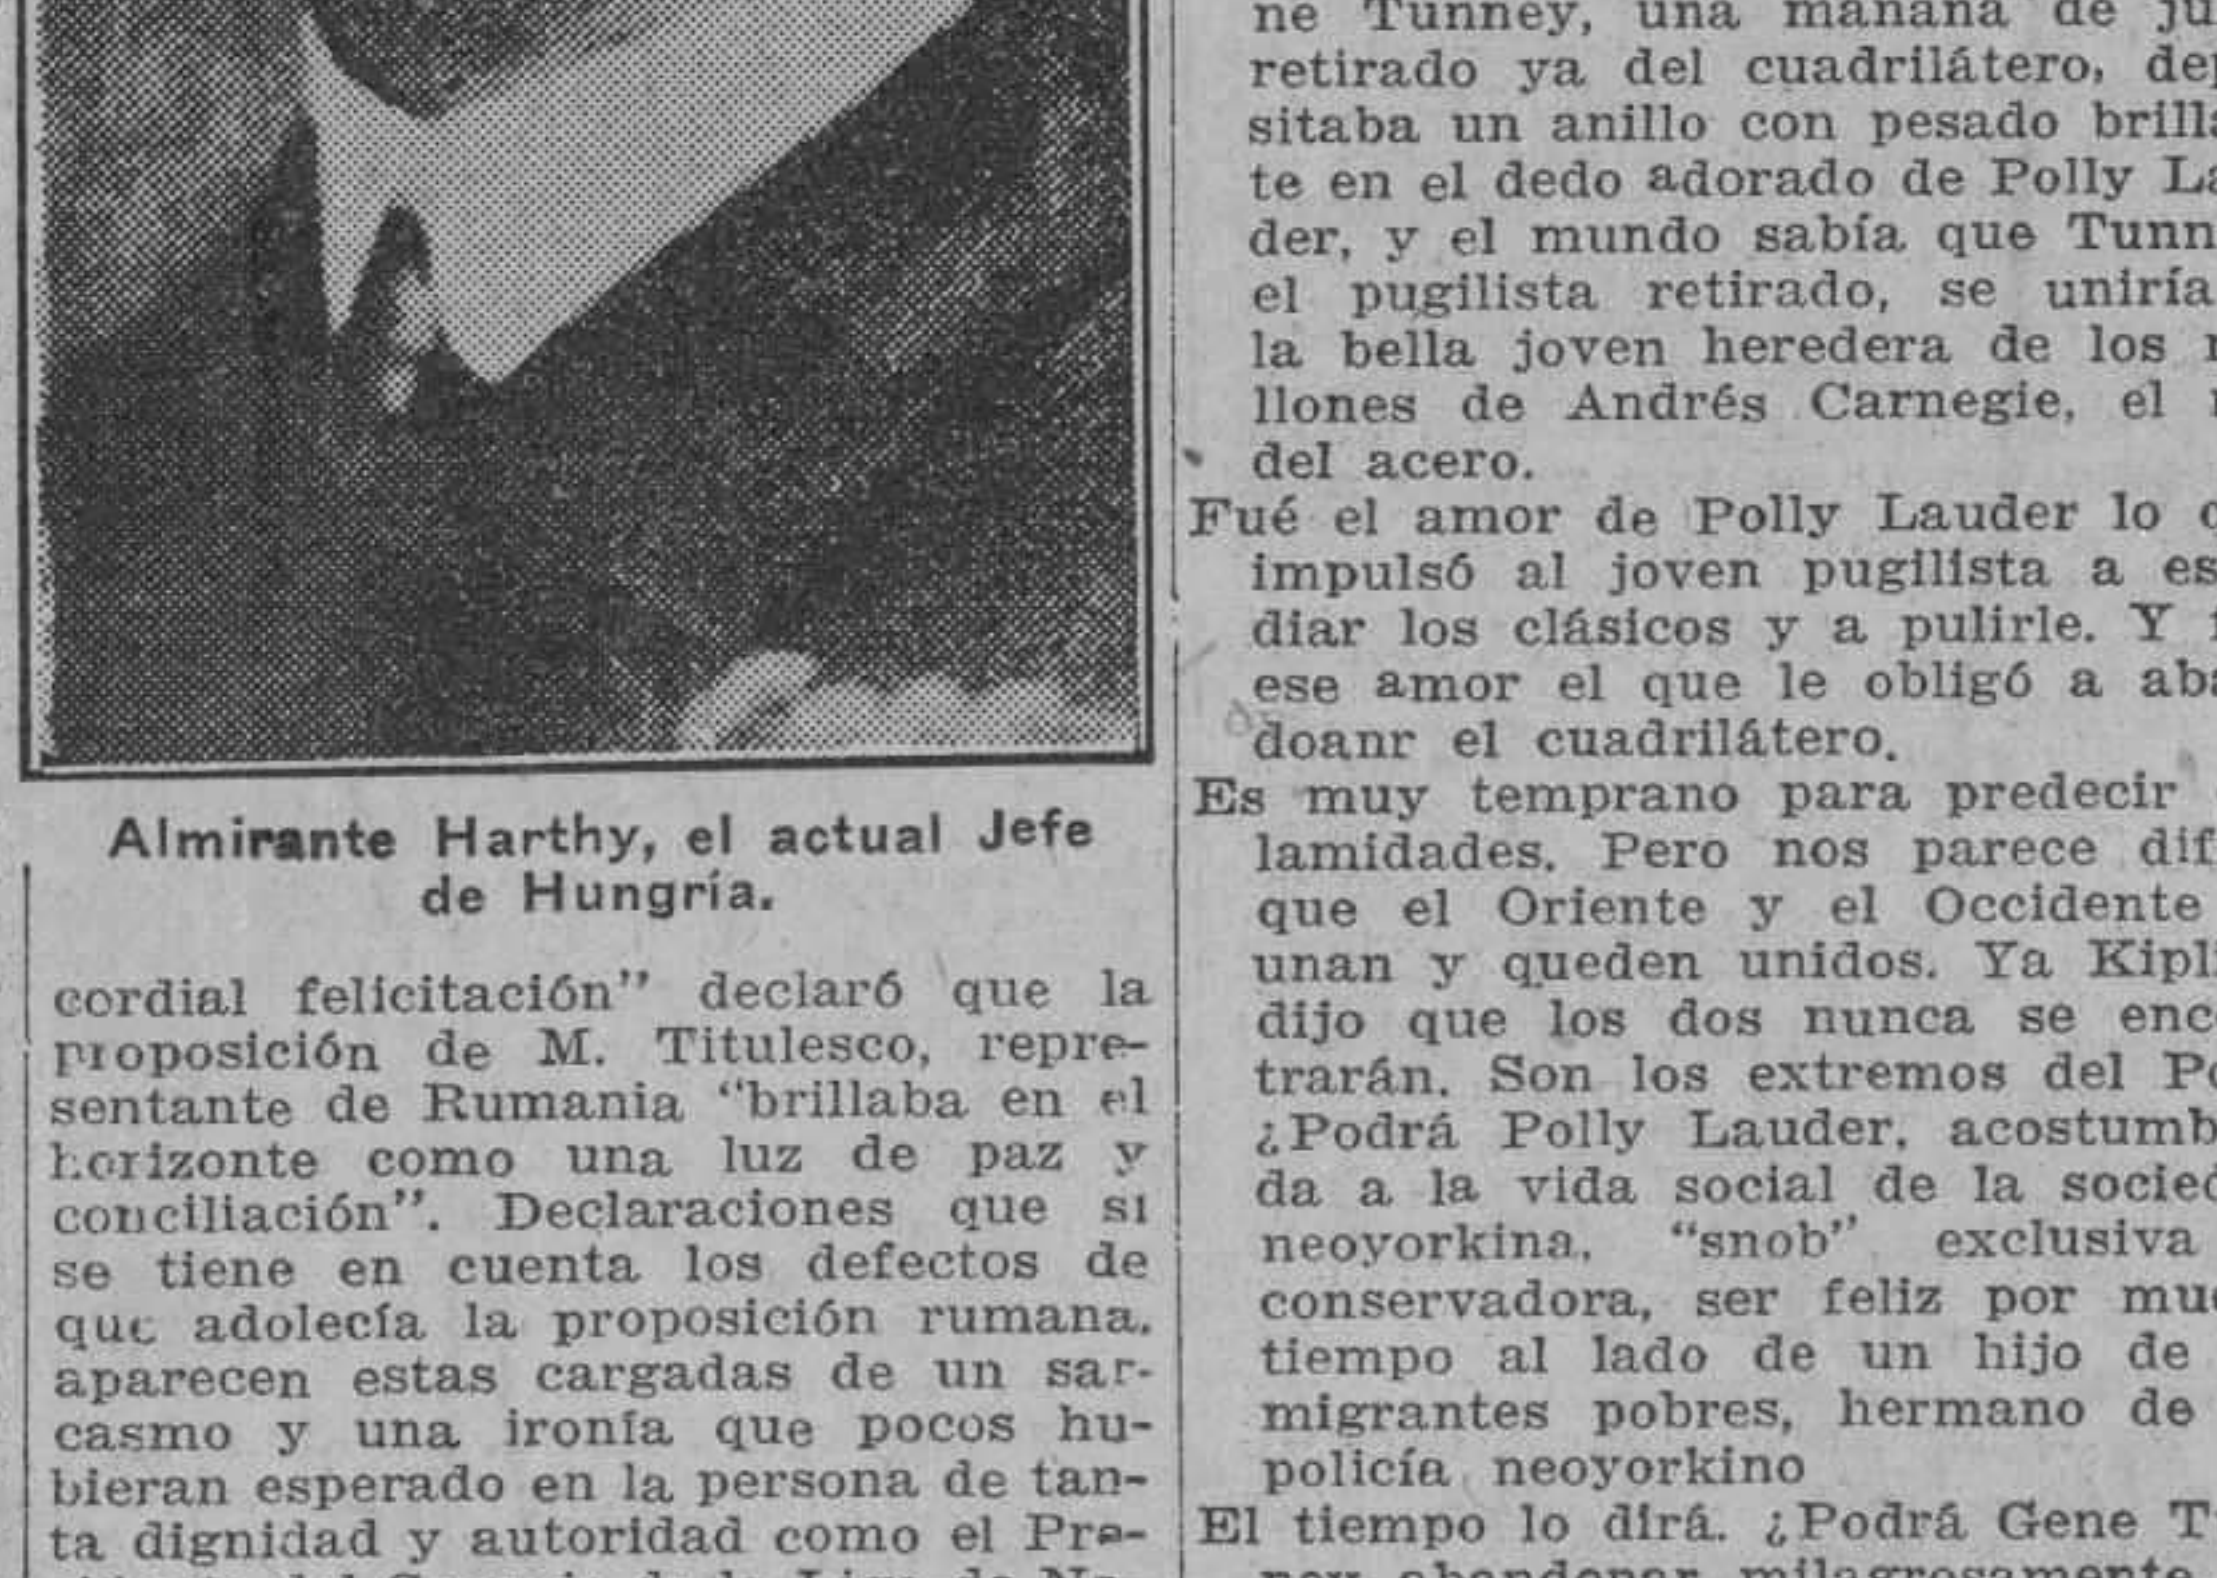 Almirante Harthy, el actual Jefe
de Hungría.
cordial felicitación" declaró que la
proposición de M. Titulesco, repre-
sentante de Rumania "brillaba en el
horizonte como una luz de paz y
conciliación". Declaraciones que si
se tiene en cuenta los defectos de
que adolecía la proposición rumana,
aparecen estas cargadas de un sar-
casmo y una ironía que pocos hu-
bieran esperado en la persona de tan-
ta dignidad y autoridad como el Pre-
ne Tunney, una mañana de
retirado ya del cuadrilátero,
sitaba un anillo con pesado
te en el dedo adorado de Polly
der, y el mundo sabía que
el pugilista retirado, se uniría
la bella joven heredera de los
llones de Andrés Carnegie, el
del acero.
Fué el amor de Polly Lauder lo
impulsó al joven pugilista a
diar los clásicos y a pulirle. Y
ese amor el que le obligó a
doanr el cuadrilátero.
Es muy temprano para predecir
lamidades. Pero nos parece
que el Oriente y el Occidente
unan y queden unidos. Ya
dijo que los dos nunca se
trarán. Son los extremos del
¿Podrá Polly Lauder,
da a la vida social de la
neoyorkina, "snob" exclusiva
conservadora, ser feliz por
tiempo al lado de un hijo de
migrantes pobres, hermano de
policía neoyorkino
El tiempo lo dirá. ¿Podrá Gene